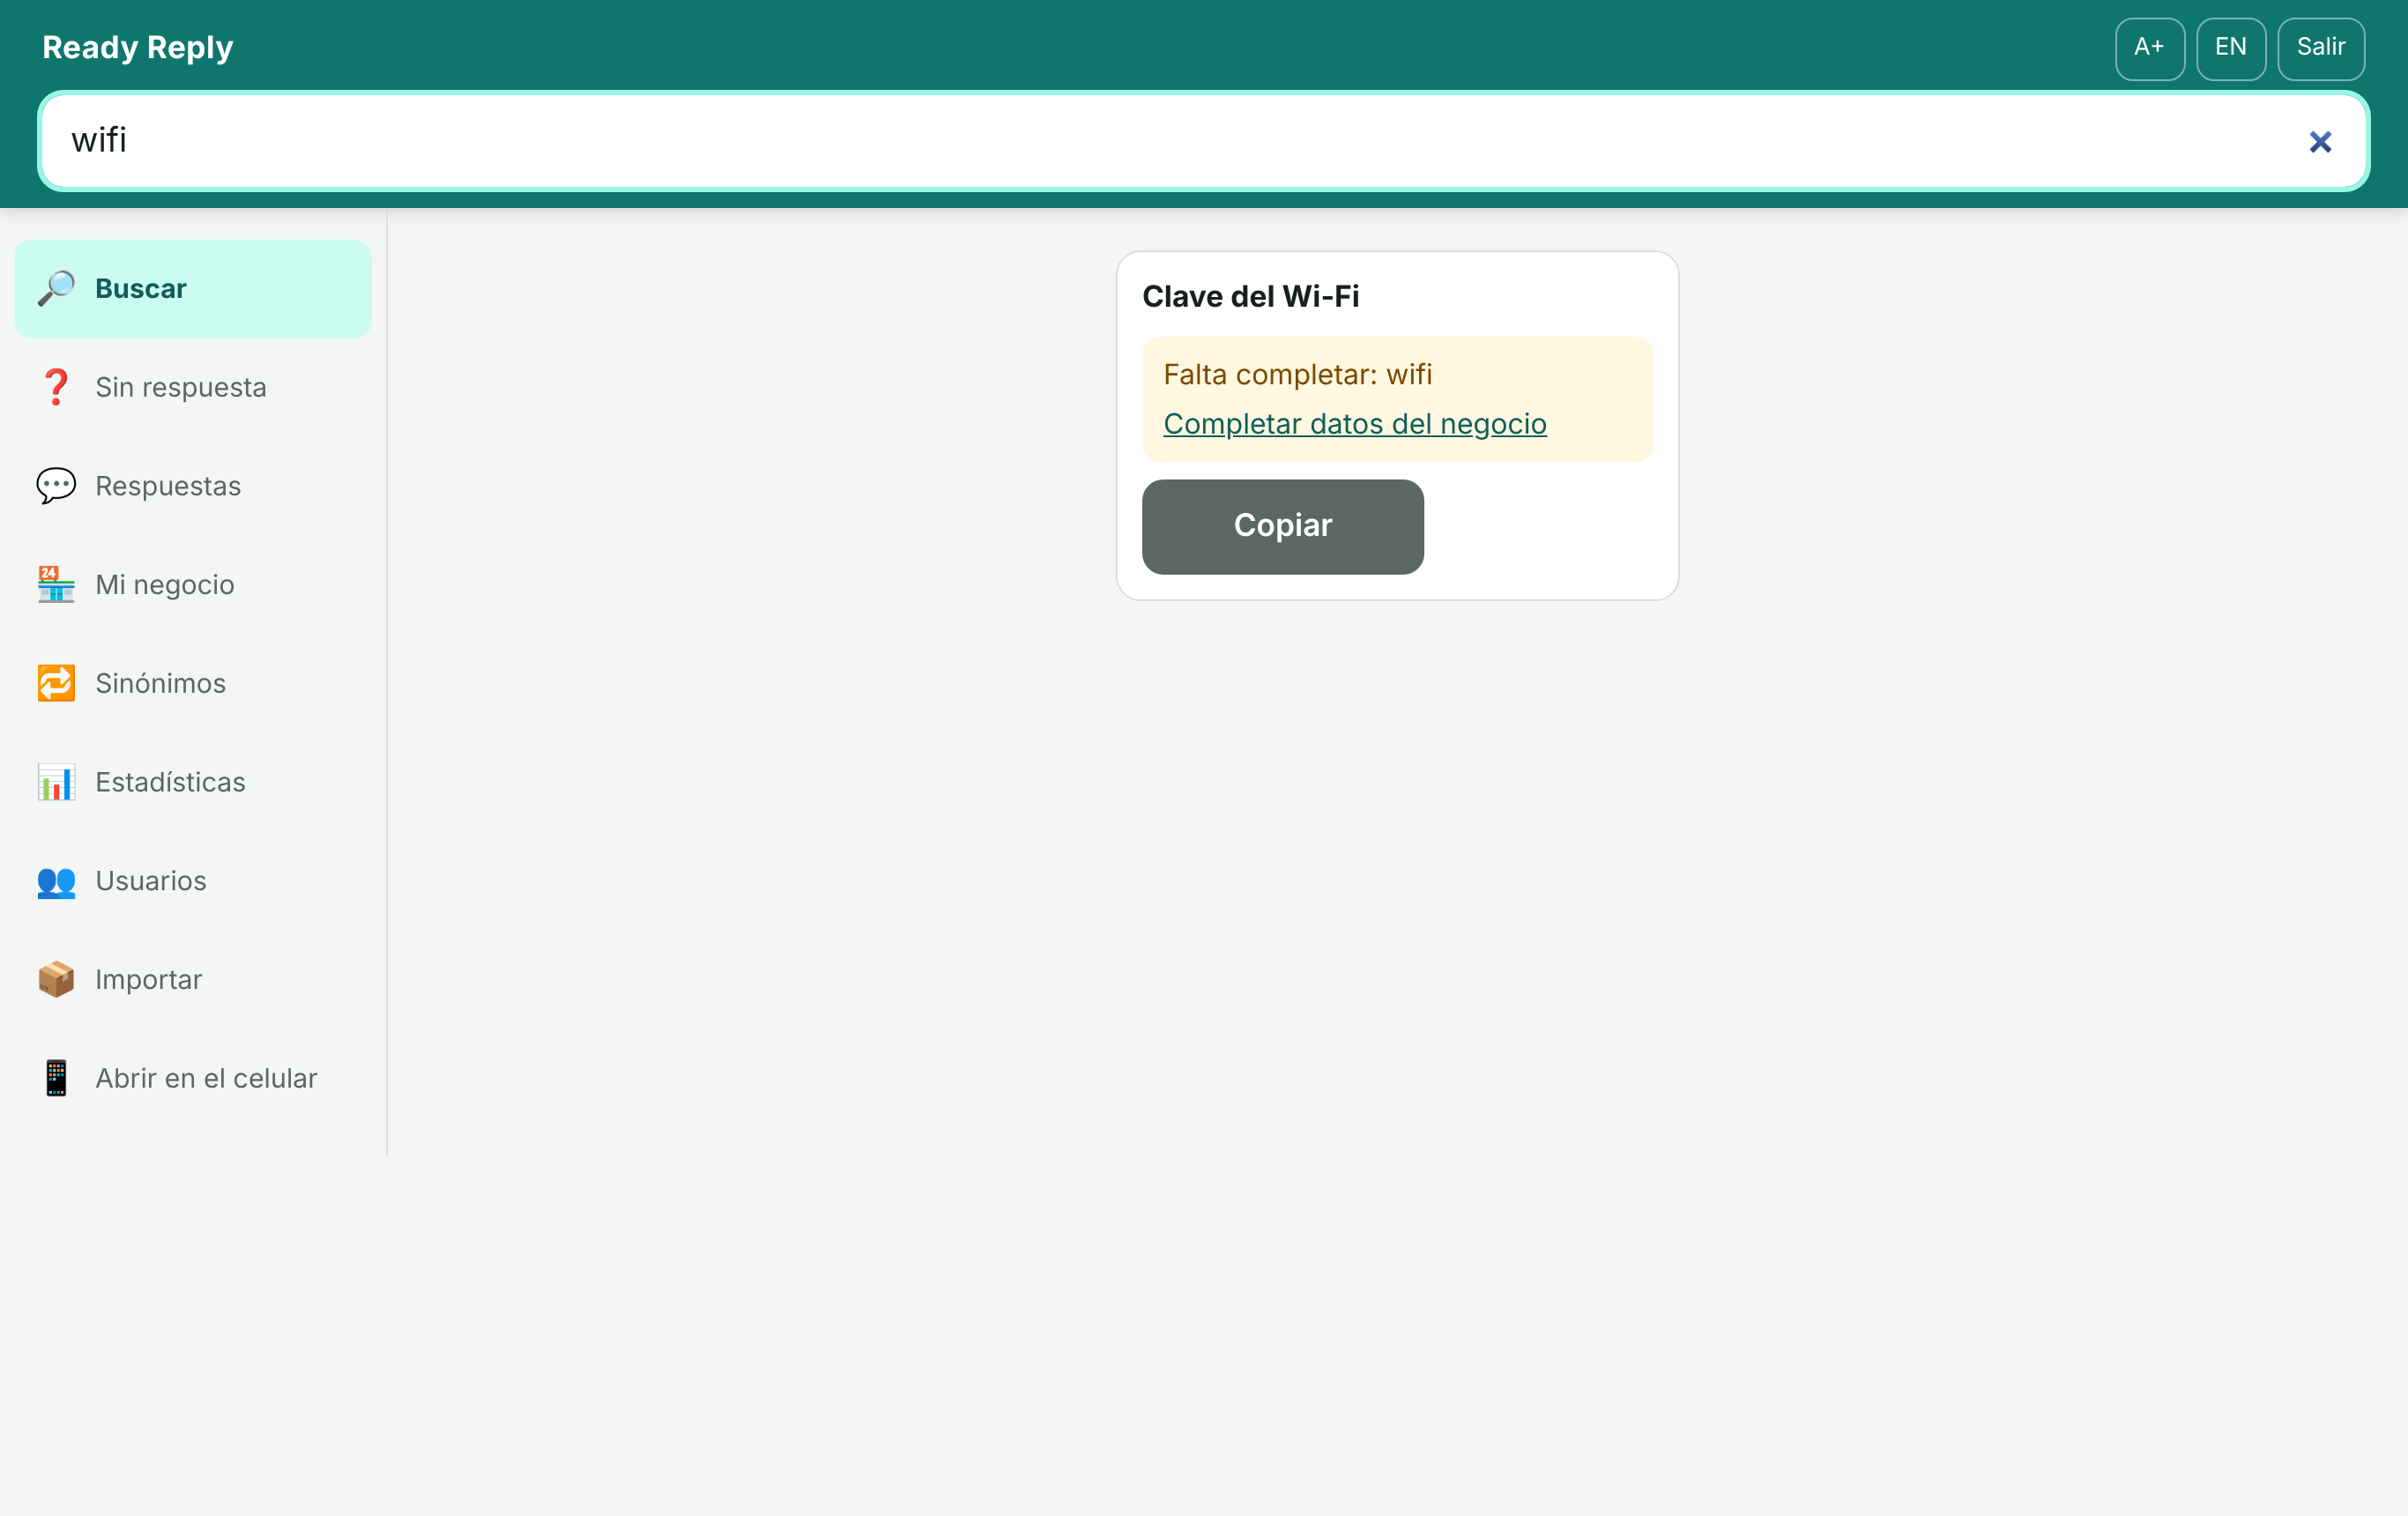 Ready Reply
A+
EN
Salir
wifi
Buscar
Sin respuesta
Respuestas
Mi negocio
Sinónimos
Estadísticas
Usuarios
Importar
Abrir en el celular
Clave del Wi-Fi
Falta completar: wifi
Completar datos del negocio
Copiar